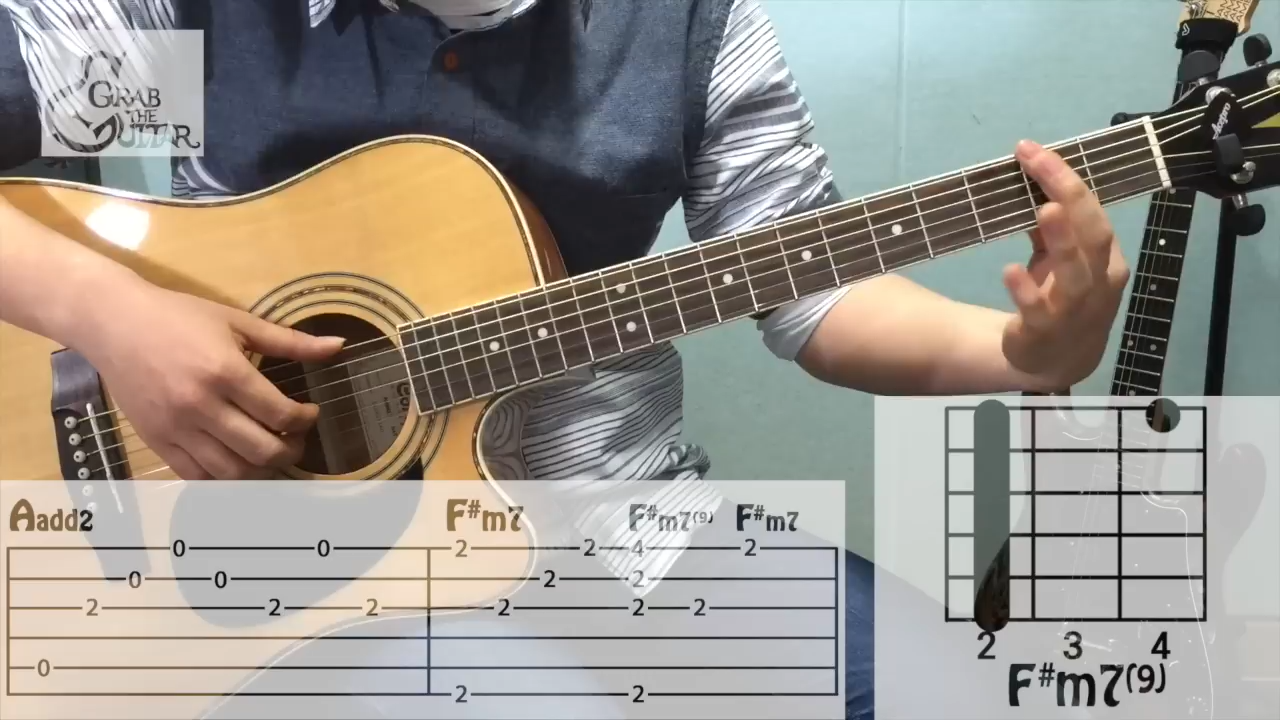 GRAB
THE
GUITAR
Aadd2 F#m7 F#m7(9) F#m7
0 0 2 2 4 2
0 0 2 2
2 2 2 2 2 2
0
2 2
2 3 4
F#m7(9)